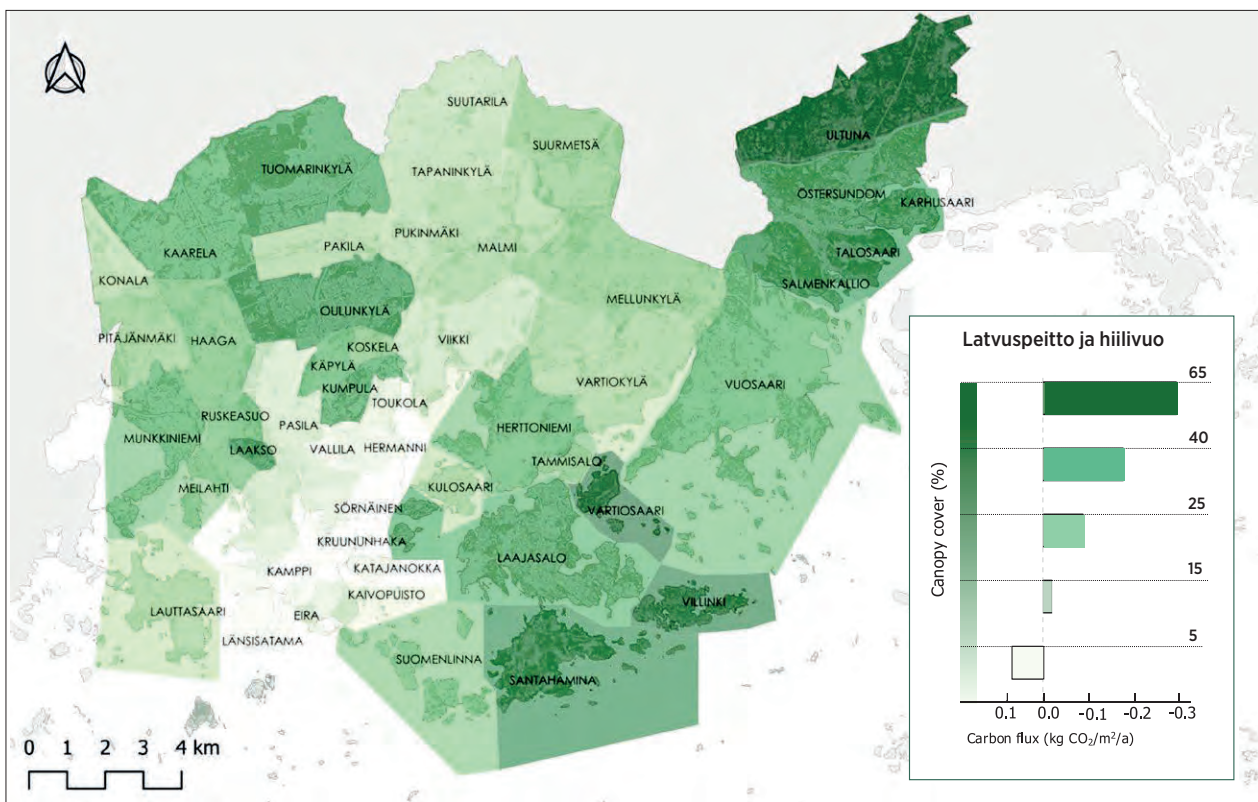 SUUTARILA
ULTUNA
SUURMETSÄ
TUOMARINKYLÄ
TAPANINKYLÄ
ÖSTERSUNDOM
KARHUSAARI
PUKINMÄKI
PAKILA
MALMI
KAARELA
TALOSAARI
KONALA
SALMENKALLIO
MELLUNKYLÄ
OULUNKYLÄ
PITÄJÄNMÄKI
HAAGA
VIIKKI
KOSKELA
KÄPYLÄ
VARTIOKYLÄ
VUOSAARI
KUMPULA
TOUKOLA
RUSKEASUO
PASILA
HERTTONIEMI
MUNKKINIEMI
LAAKSO
VALLILA
HERMANNI
TAMMISALO
MEILAHTI
KULOSAARI
SÖRNÄINEN
VARTIOSAARI
KRUUNUNHAKA
LAAJASALO
KAMPPI
KATAJANOKKA
KAIVOPUISTO
VILLINKI
LAUTTASAARI
EIRA
LÄNSISATAMA
SUOMENLINNA
SANTAHAMINA
0 1 2 3 4 km
Latvuspeitto ja hiilivuo
65
40
25
15
5
Canopy cover (%)
0.1 0.0 -0.1 -0.2 -0.3
Carbon flux (kg CO₂/m²/a)